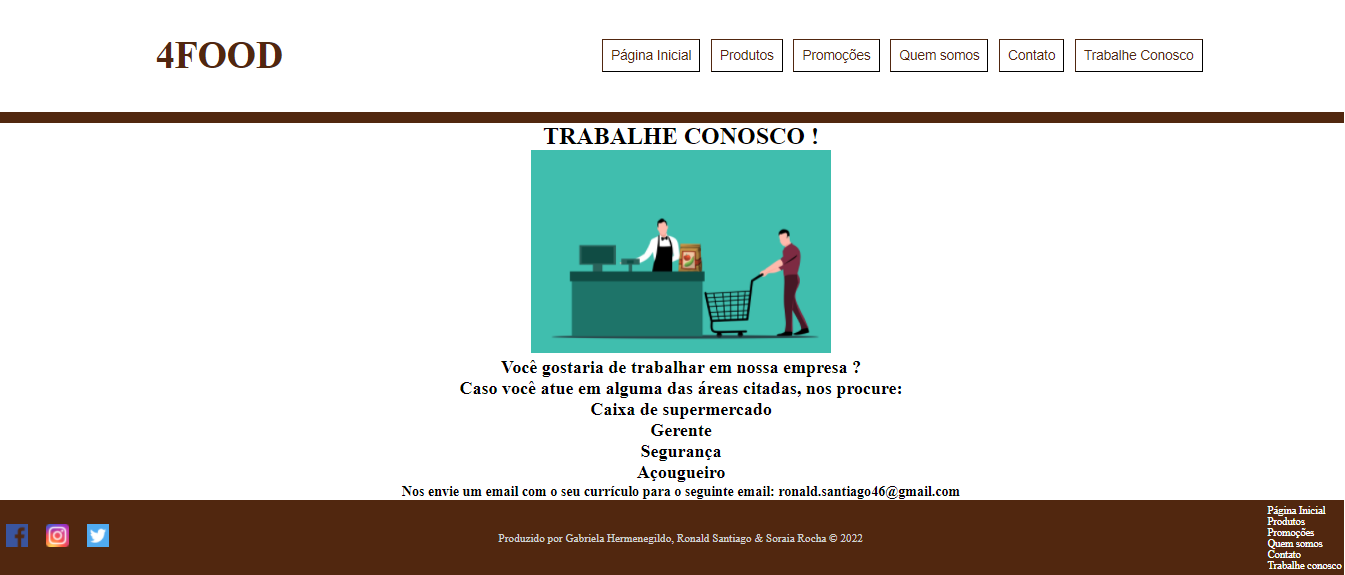 4FOOD
Página Inicial
Produtos
Promoções
Quem somos
Contato
Trabalhe Conosco
TRABALHE CONOSCO !
Você gostaria de trabalhar em nossa empresa ?
Caso você atue em alguma das áreas citadas, nos procure:
Caixa de supermercado
Gerente
Segurança
Açougueiro
Nos envie um email com o seu currículo para o seguinte email: ronald.santiago46@gmail.com
Produzido por Gabriela Hermenegildo, Ronald Santiago & Soraia Rocha © 2022
Página Inicial
Produtos
Promoções
Quem somos
Contato
Trabalhe conosco